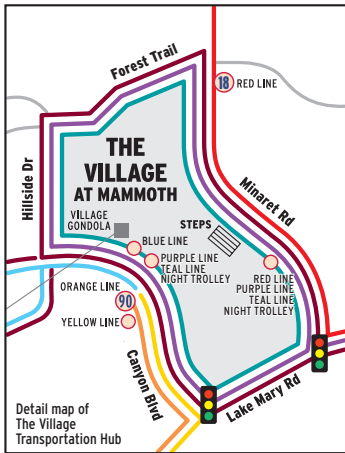 Forest Trail
18 RED LINE
THE
VILLAGE
AT MAMMOTH
Hillside Dr
Minaret Rd
VILLAGE
GONDOLA
STEPS
BLUE LINE
PURPLE LINE
TEAL LINE
NIGHT TROLLEY
RED LINE
PURPLE LINE
TEAL LINE
NIGHT TROLLEY
ORANGE LINE
90
YELLOW LINE
Canyon Blvd
Lake Mary Rd
Detail map of
The Village
Transportation Hub